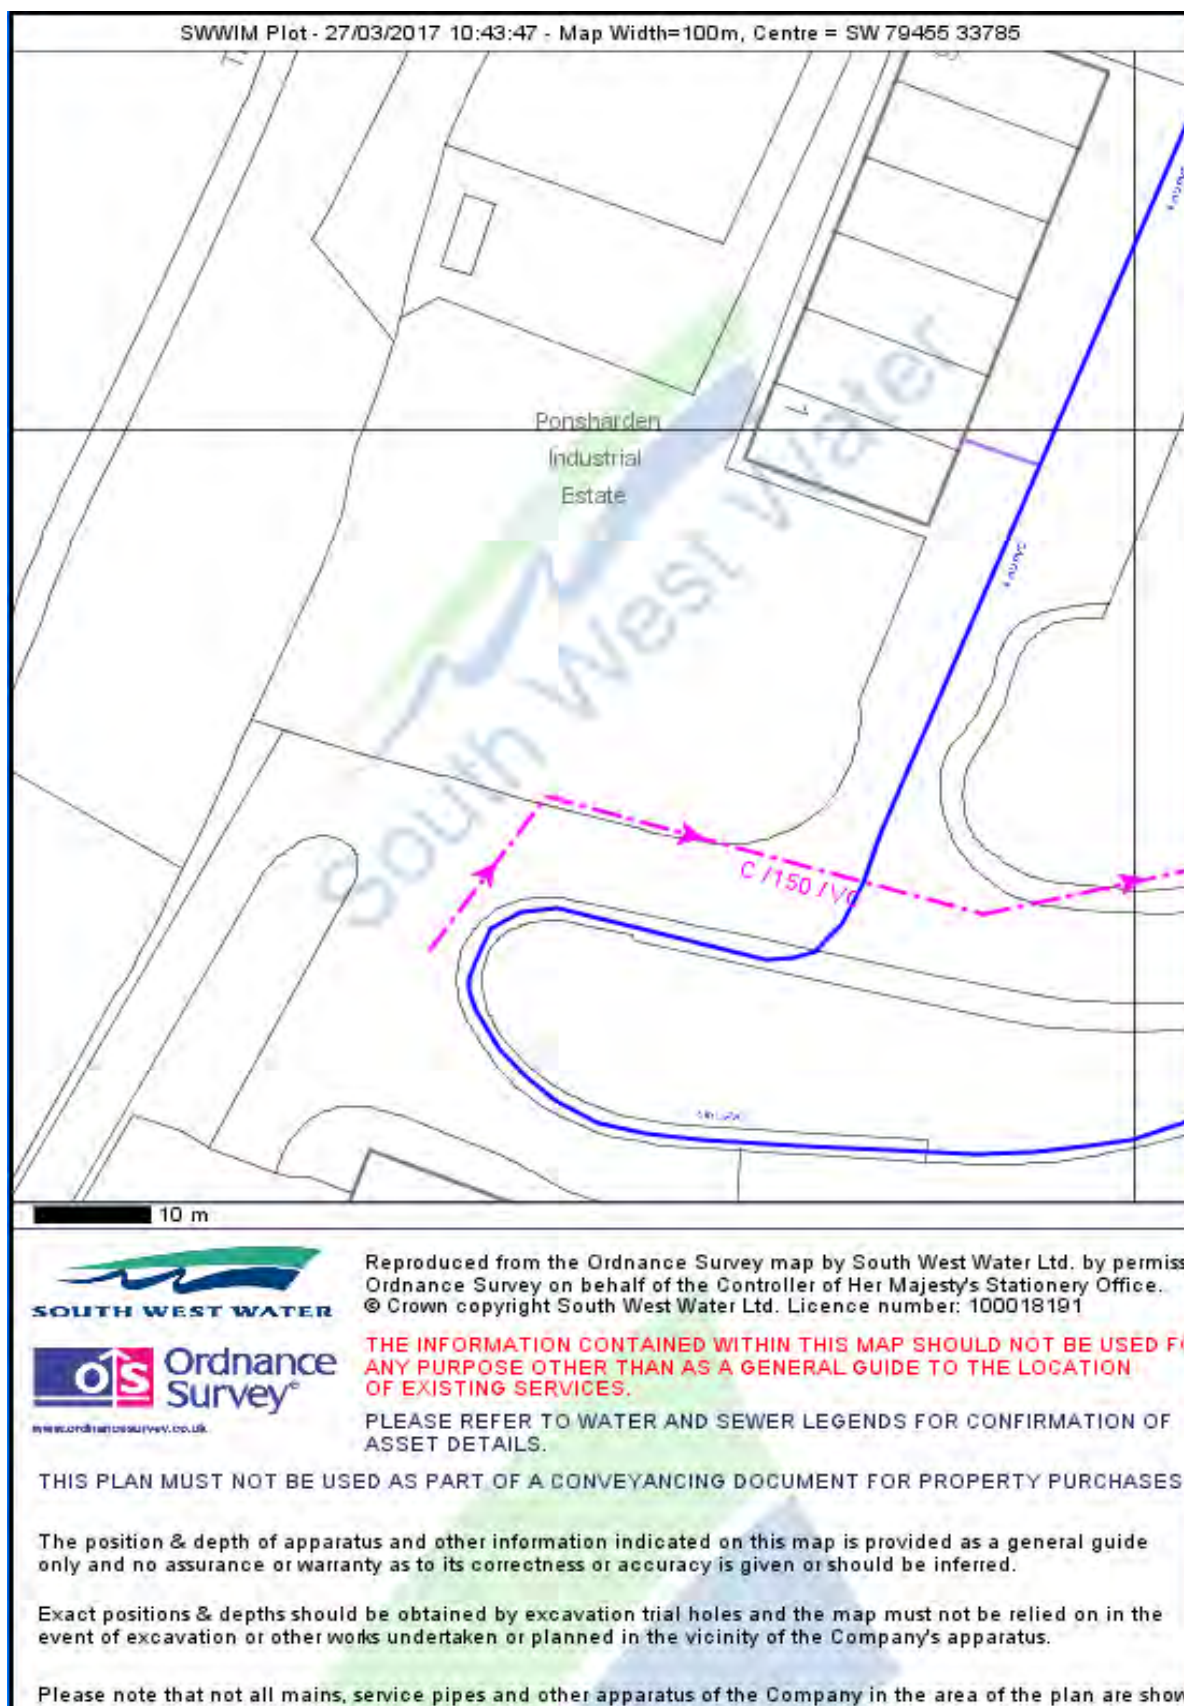 SWWIM Plot - 27/03/2017 10:43:47 - Map Width=100m, Centre = SW 79455 33785
Ponsharden
Industrial
Estate
1
South West Water
C /150 / VC
10 m
SOUTH WEST WATER
Reproduced from the Ordnance Survey map by South West Water Ltd. by permiss
Ordnance Survey on behalf of the Controller of Her Majesty's Stationery Office.
© Crown copyright South West Water Ltd. Licence number: 100018191
OS Ordnance
Survey®
www.ordnancesurvey.co.uk
THE INFORMATION CONTAINED WITHIN THIS MAP SHOULD NOT BE USED FO
ANY PURPOSE OTHER THAN AS A GENERAL GUIDE TO THE LOCATION
OF EXISTING SERVICES.
PLEASE REFER TO WATER AND SEWER LEGENDS FOR CONFIRMATION OF
ASSET DETAILS.
THIS PLAN MUST NOT BE USED AS PART OF A CONVEYANCING DOCUMENT FOR PROPERTY PURCHASES
The position & depth of apparatus and other information indicated on this map is provided as a general guide
only and no assurance or warranty as to its correctness or accuracy is given or should be inferred.
Exact positions & depths should be obtained by excavation trial holes and the map must not be relied on in the
event of excavation or other works undertaken or planned in the vicinity of the Company's apparatus.
Please note that not all mains, service pipes and other apparatus of the Company in the area of the plan are show